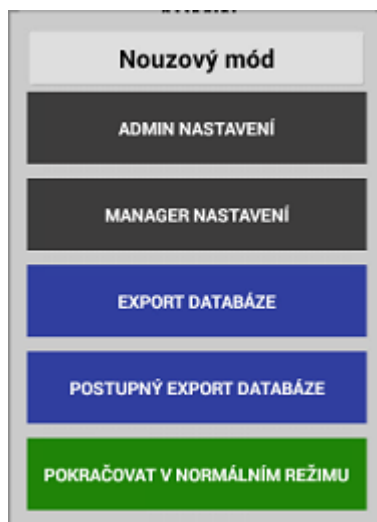 Nouzový mód
ADMIN NASTAVENÍ
MANAGER NASTAVENÍ
EXPORT DATABÁZE
POSTUPNÝ EXPORT DATABÁZE
POKRAČOVAT V NORMÁLNÍM REŽIMU